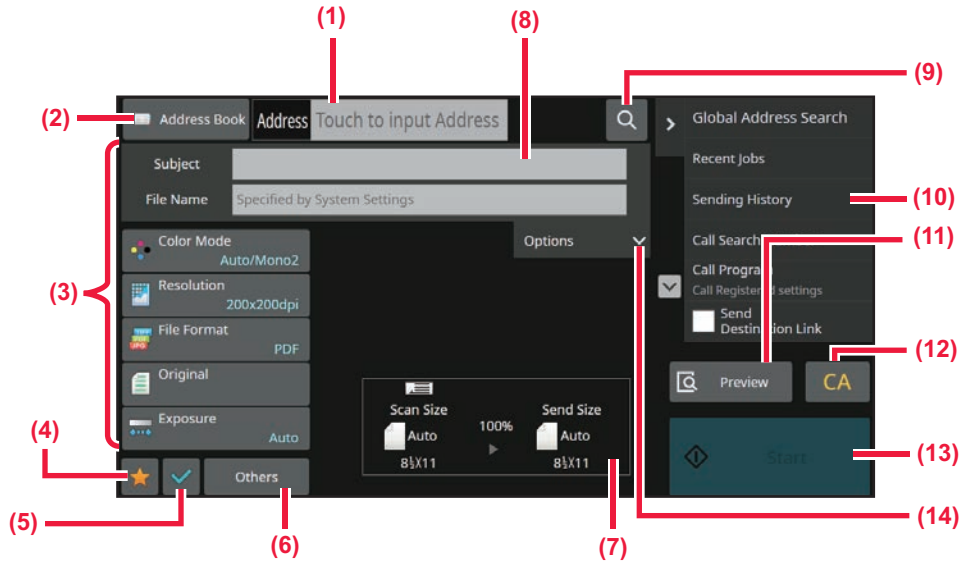 (1)
(8)
(9)
(2)
Address Book
Address
Touch to input Address
Global Address Search
(3)
Subject
Recent Jobs
File Name
Specified by System Settings
Sending History
(10)
Color Mode
Auto/Mono2
Options
Call Search
(11)
Resolution
200x200dpi
Call Program
Call Registered settings
File Format
PDF
Send
Destination Link
(12)
Original
Preview
CA
Exposure
Auto
Scan Size
Auto
8½X11
100%
Send Size
Auto
8½X11
(4)
Start
(13)
Others
(5)
(6)
(7)
(14)